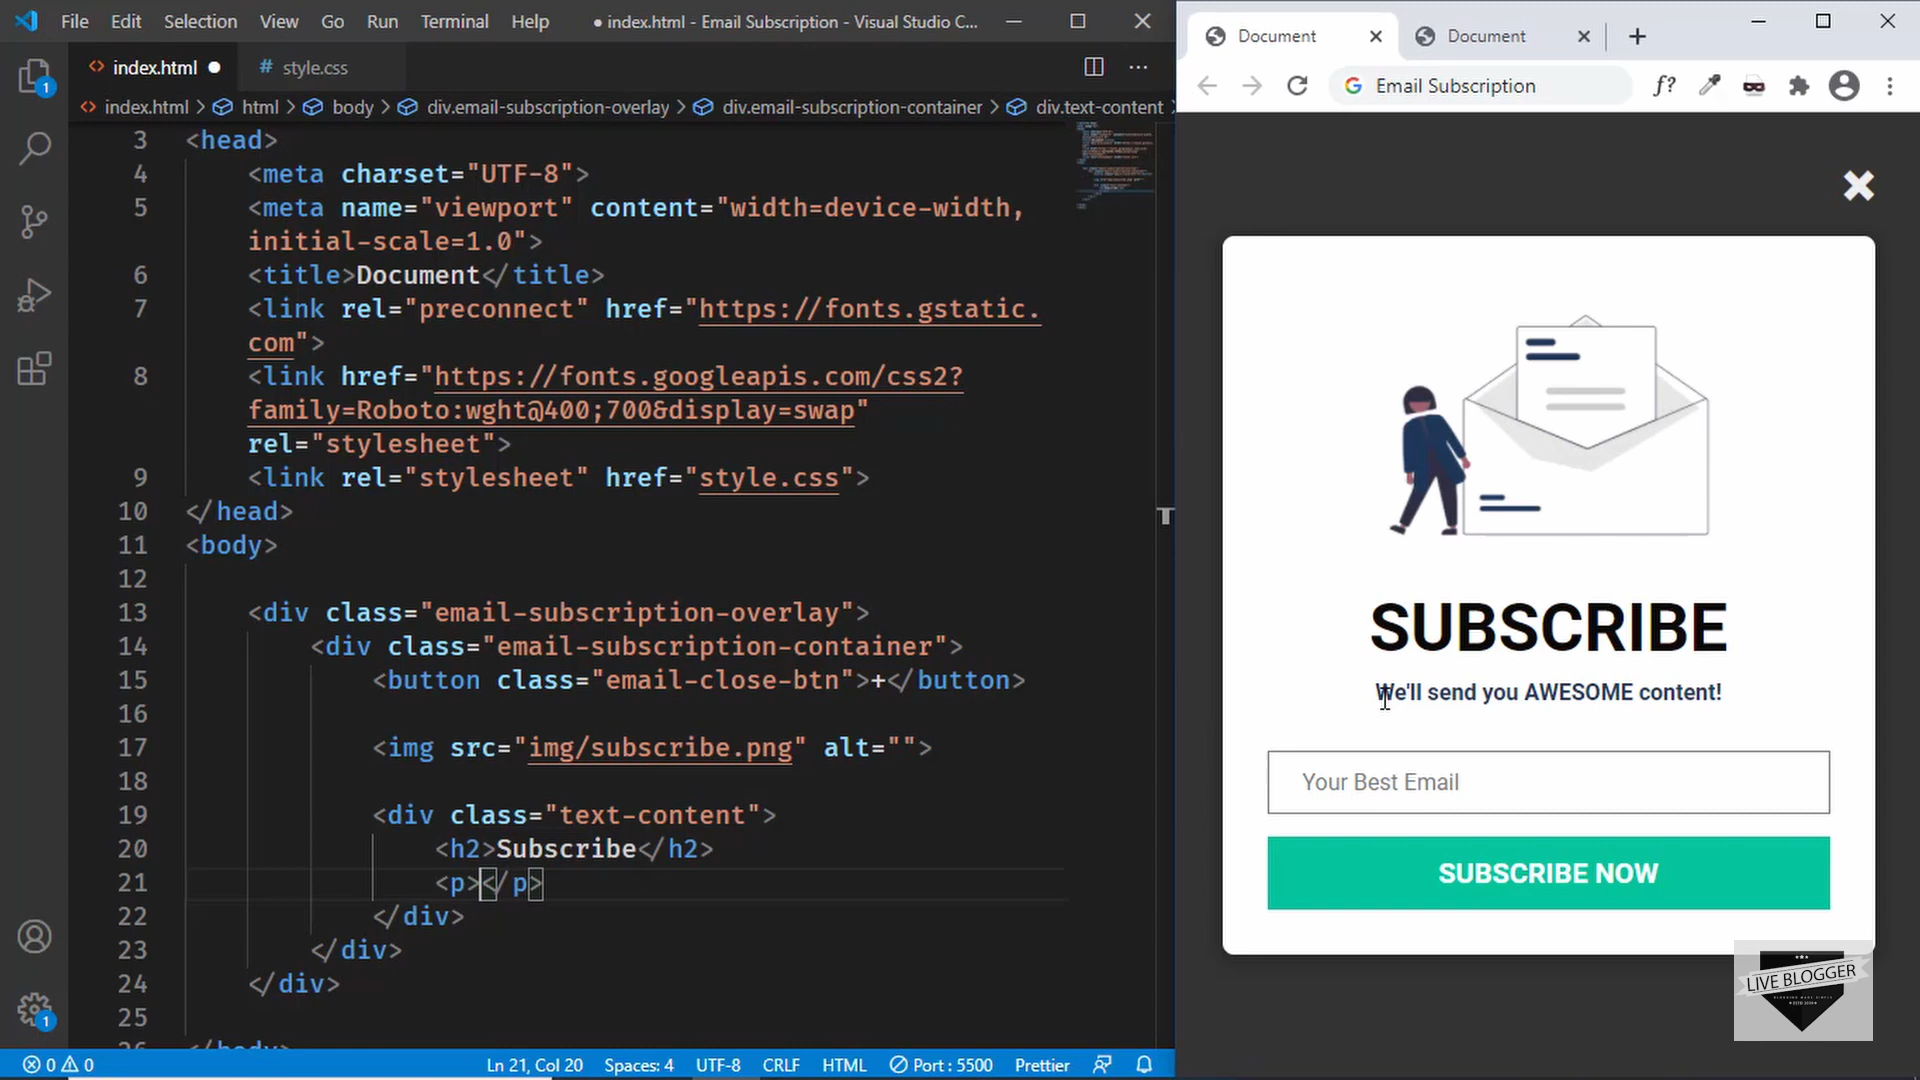 File Edit Selection View Go Run Terminal Help ● index.html - Email Subscription - Visual Studio C...
index.html ● # style.css
index.html > html > body > div.email-subscription-overlay > div.email-subscription-container > div.text-content
3 <head>
4 <meta charset="UTF-8">
5 <meta name="viewport" content="width=device-width,
initial-scale=1.0">
6 <title>Document</title>
7 <link rel="preconnect" href="https://fonts.gstatic.
com">
8 <link href="https://fonts.googleapis.com/css2?
family=Roboto:wght@400;700&display=swap"
rel="stylesheet">
9 <link rel="stylesheet" href="style.css">
10 </head>
11 <body>
12
13 <div class="email-subscription-overlay">
14 <div class="email-subscription-container">
15 <button class="email-close-btn">+</button>
16
17 <img src="img/subscribe.png" alt="">
18
19 <div class="text-content">
20 <h2>Subscribe</h2>
21 <p></p>
22 </div>
23 </div>
24 </div>
25
26 </body>
1
1
0 0 Ln 21, Col 20 Spaces: 4 UTF-8 CRLF HTML Port : 5500 Prettier
Document Document
Email Subscription f?
SUBSCRIBE
We'll send you AWESOME content!
Your Best Email
SUBSCRIBE NOW
LIVE BLOGGER